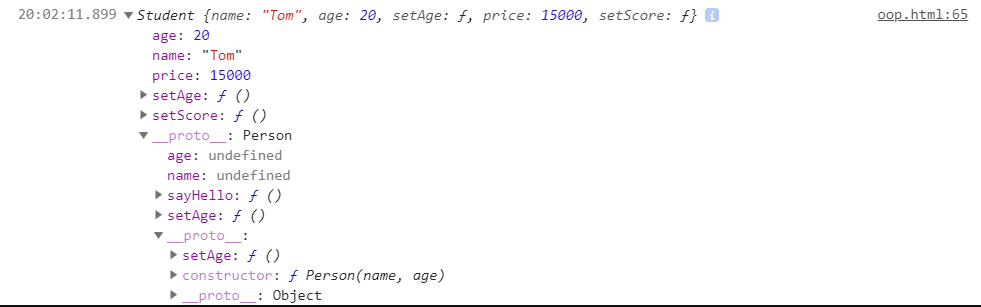 20:02:11.899 ▼Student {name: "Tom", age: 20, setAge: ƒ, price: 15000, setScore: ƒ} i oop.html:65
age: 20
name: "Tom"
price: 15000
▶setAge: ƒ ()
▶setScore: ƒ ()
▼__proto__: Person
age: undefined
name: undefined
▶sayHello: ƒ ()
▶setAge: ƒ ()
▼__proto__:
▶setAge: ƒ ()
▶constructor: ƒ Person(name, age)
▶__proto__: Object